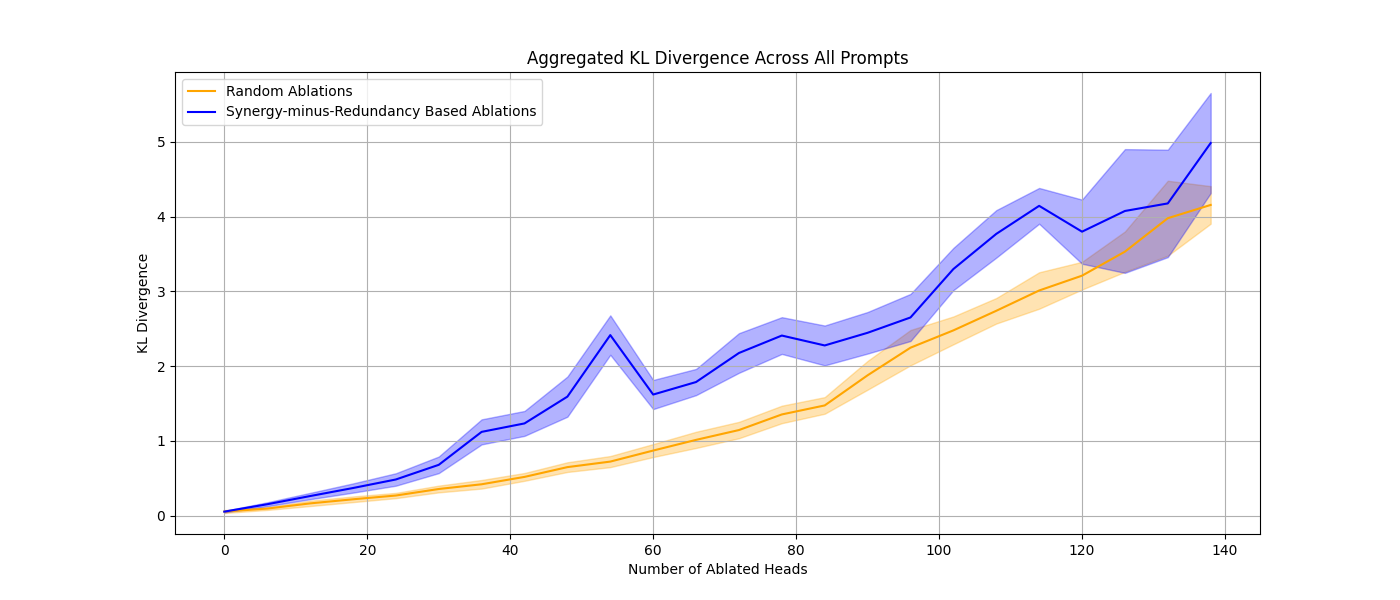 Aggregated KL Divergence Across All Prompts
Random Ablations
Synergy-minus-Redundancy Based Ablations
KL Divergence
5
4
3
2
1
0
0 20 40 60 80 100 120 140
Number of Ablated Heads